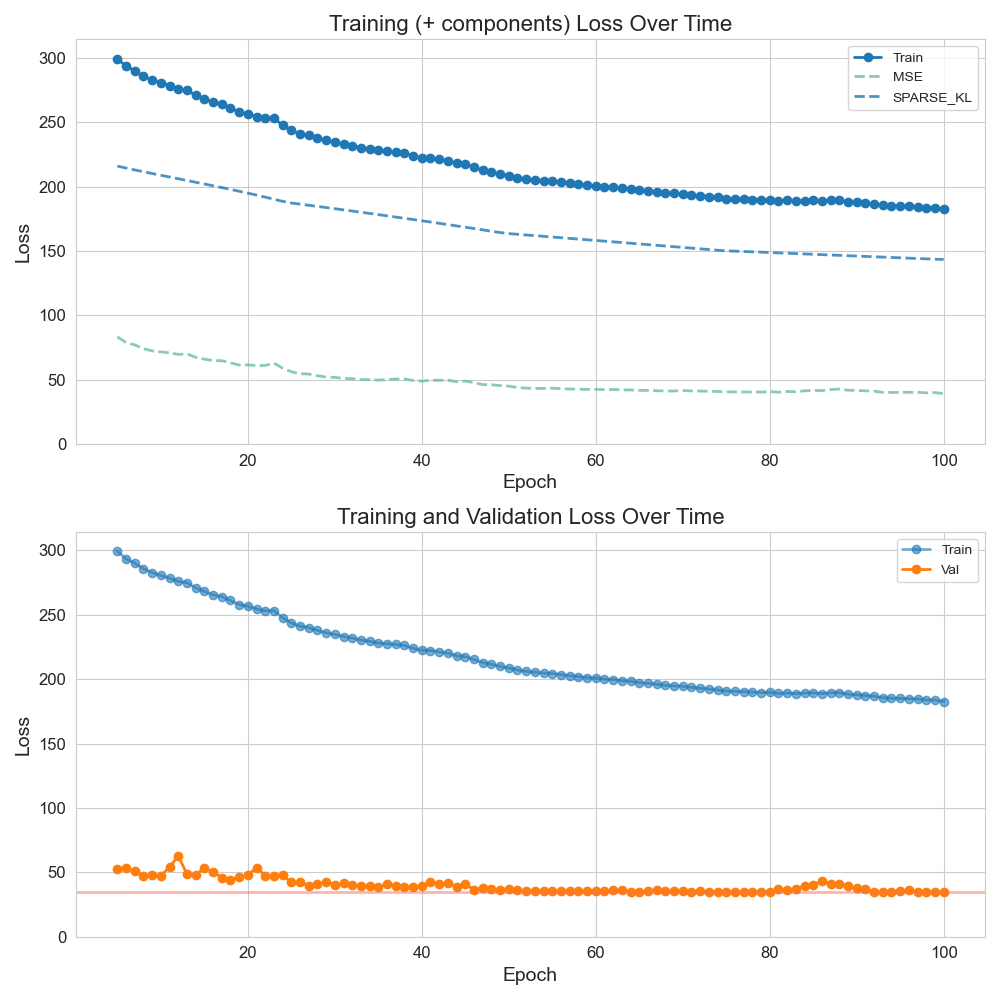 Training (+ components) Loss Over Time
300
250
200
150
100
50
0
Loss
Train
MSE
SPARSE_KL
20
40
60
80
100
Epoch
Training and Validation Loss Over Time
300
250
200
150
100
50
0
Loss
Train
Val
20
40
60
80
100
Epoch